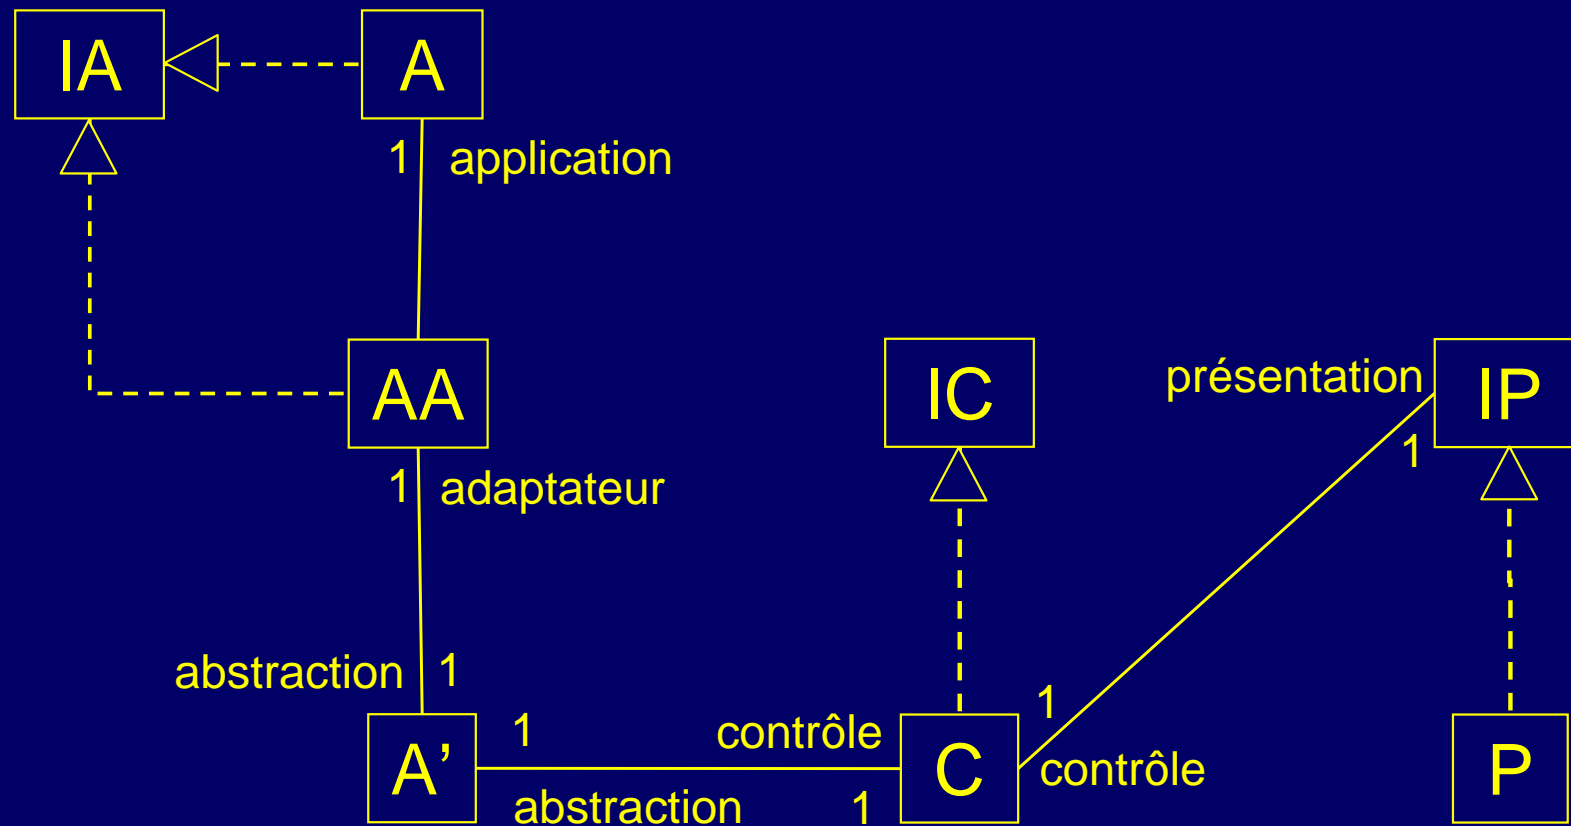 IA
A
1 application
AA
IC
présentation
IP
1
1 adaptateur
abstraction 1
1
1
contrôle
A’
C
contrôle
P
abstraction
1